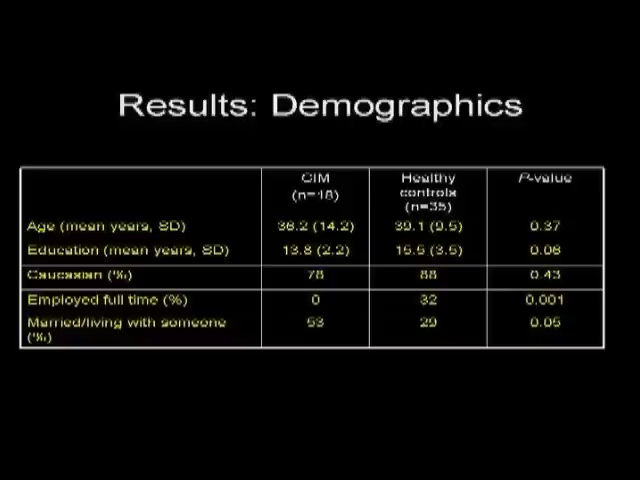 Results: Demographics
CIM
(n=18)
Healthy
controls
(n=35)
P-value
Age (mean years, SD) 36.2 (14.2) 39.1 (9.5) 0.37
Education (mean years, SD) 13.8 (2.2) 15.5 (3.5) 0.06
Caucasian (%) 78 88 0.43
Employed full time (%) 0 32 0.001
Married/living with someone 53 29 0.05
(%)